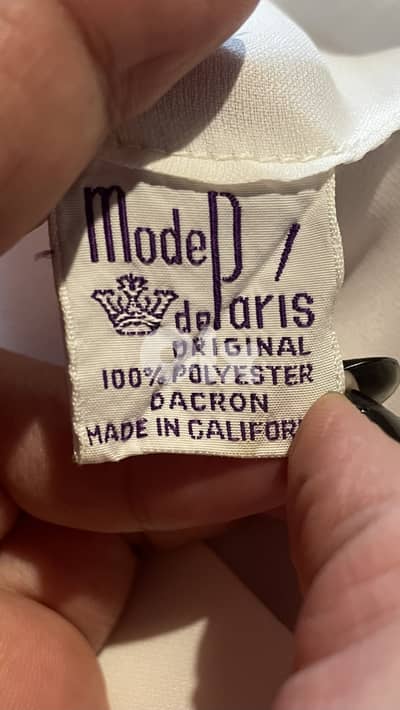 Mode
de Paris
ORIGINAL
100% POLYESTER
DACRON
MADE IN CALIFOR